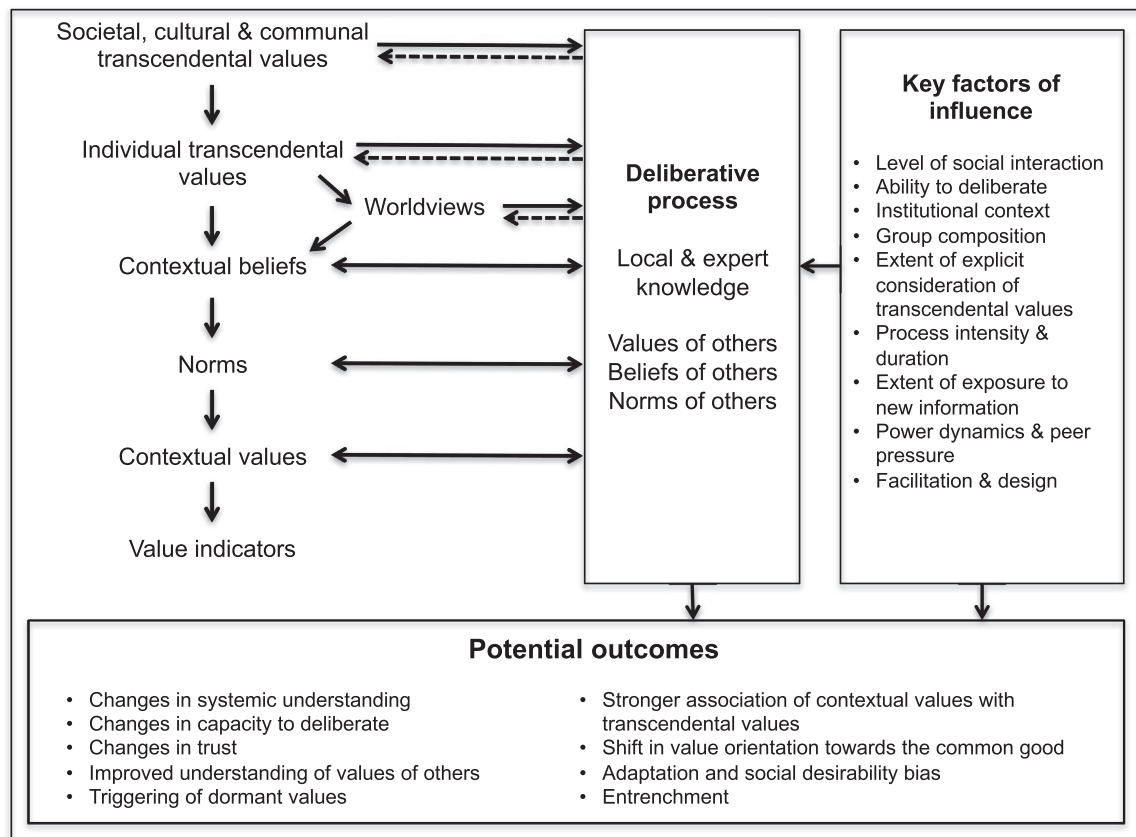 Societal, cultural & communal
transcendental values
Individual transcendental
values
Worldviews
Contextual beliefs
Norms
Contextual values
Value indicators
Deliberative
process
Local & expert
knowledge
Values of others
Beliefs of others
Norms of others
Key factors of
influence
• Level of social interaction
• Ability to deliberate
• Institutional context
• Group composition
• Extent of explicit
consideration of
transcendental values
• Process intensity &
duration
• Extent of exposure to
new information
• Power dynamics & peer
pressure
• Facilitation & design
Potential outcomes
• Changes in systemic understanding
• Changes in capacity to deliberate
• Changes in trust
• Improved understanding of values of others
• Triggering of dormant values
• Stronger association of contextual values with
transcendental values
• Shift in value orientation towards the common good
• Adaptation and social desirability bias
• Entrenchment